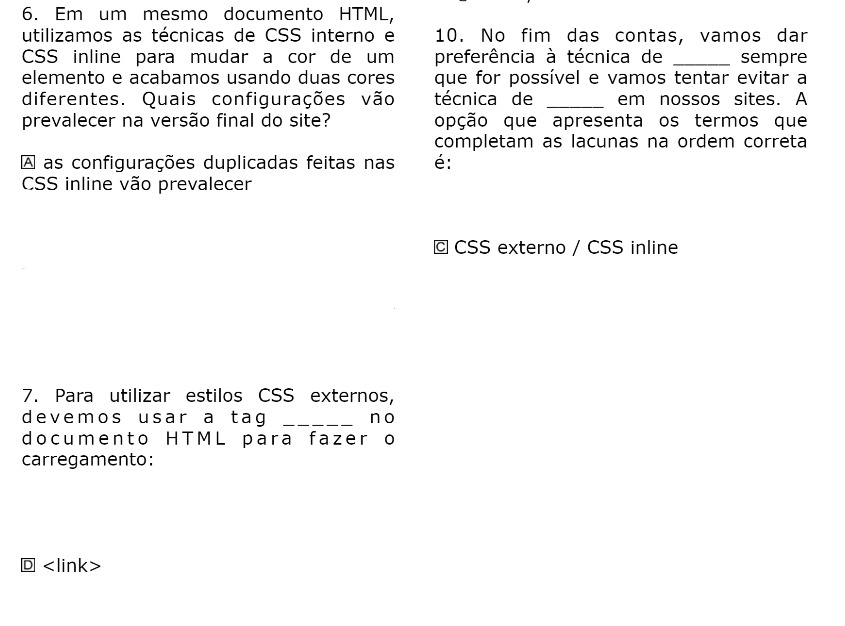 6. Em um mesmo documento HTML,
utilizamos as técnicas de CSS interno e
CSS inline para mudar a cor de um
elemento e acabamos usando duas cores
diferentes. Quais configurações vão
prevalecer na versão final do site?
A as configurações duplicadas feitas nas
CSS inline vão prevalecer
7. Para utilizar estilos CSS externos,
devemos usar a tag _____ no
documento HTML para fazer o
carregamento:
D <link>
10. No fim das contas, vamos dar
preferência à técnica de _____ sempre
que for possível e vamos tentar evitar a
técnica de _____ em nossos sites. A
opção que apresenta os termos que
completam as lacunas na ordem correta
é:
C CSS externo / CSS inline